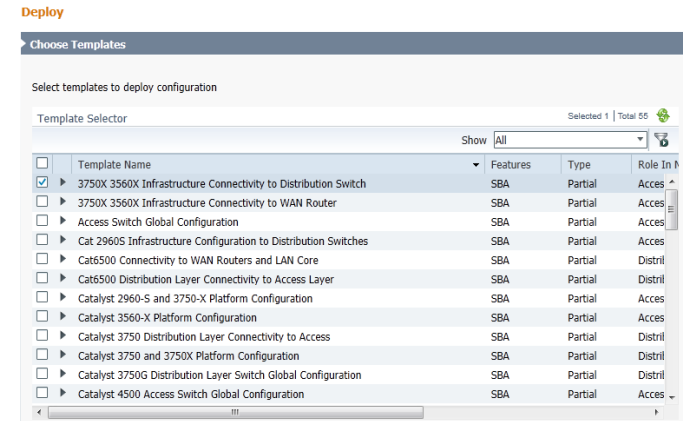 Deploy
Choose Templates
Select templates to deploy configuration
Template Selector Selected 1 | Total 55
Show All
Template Name Features Type Role In N
3750X 3560X Infrastructure Connectivity to Distribution Switch SBA Partial Acces
3750X 3560X Infrastructure Connectivity to WAN Router SBA Partial Acces
Access Switch Global Configuration SBA Partial Acces
Cat 2960S Infrastructure Configuration to Distribution Switches SBA Partial Acces
Cat6500 Connectivity to WAN Routers and LAN Core SBA Partial Distril
Cat6500 Distribution Layer Connectivity to Access Layer SBA Partial Distril
Catalyst 2960-S and 3750-X Platform Configuration SBA Partial Acces
Catalyst 3560-X Platform Configuration SBA Partial Acces
Catalyst 3750 Distribution Layer Connectivity to Access SBA Partial Distril
Catalyst 3750 and 3750X Platform Configuration SBA Partial Distril
Catalyst 3750G Distribution Layer Switch Global Configuration SBA Partial Distril
Catalyst 4500 Access Switch Global Configuration SBA Partial Acces